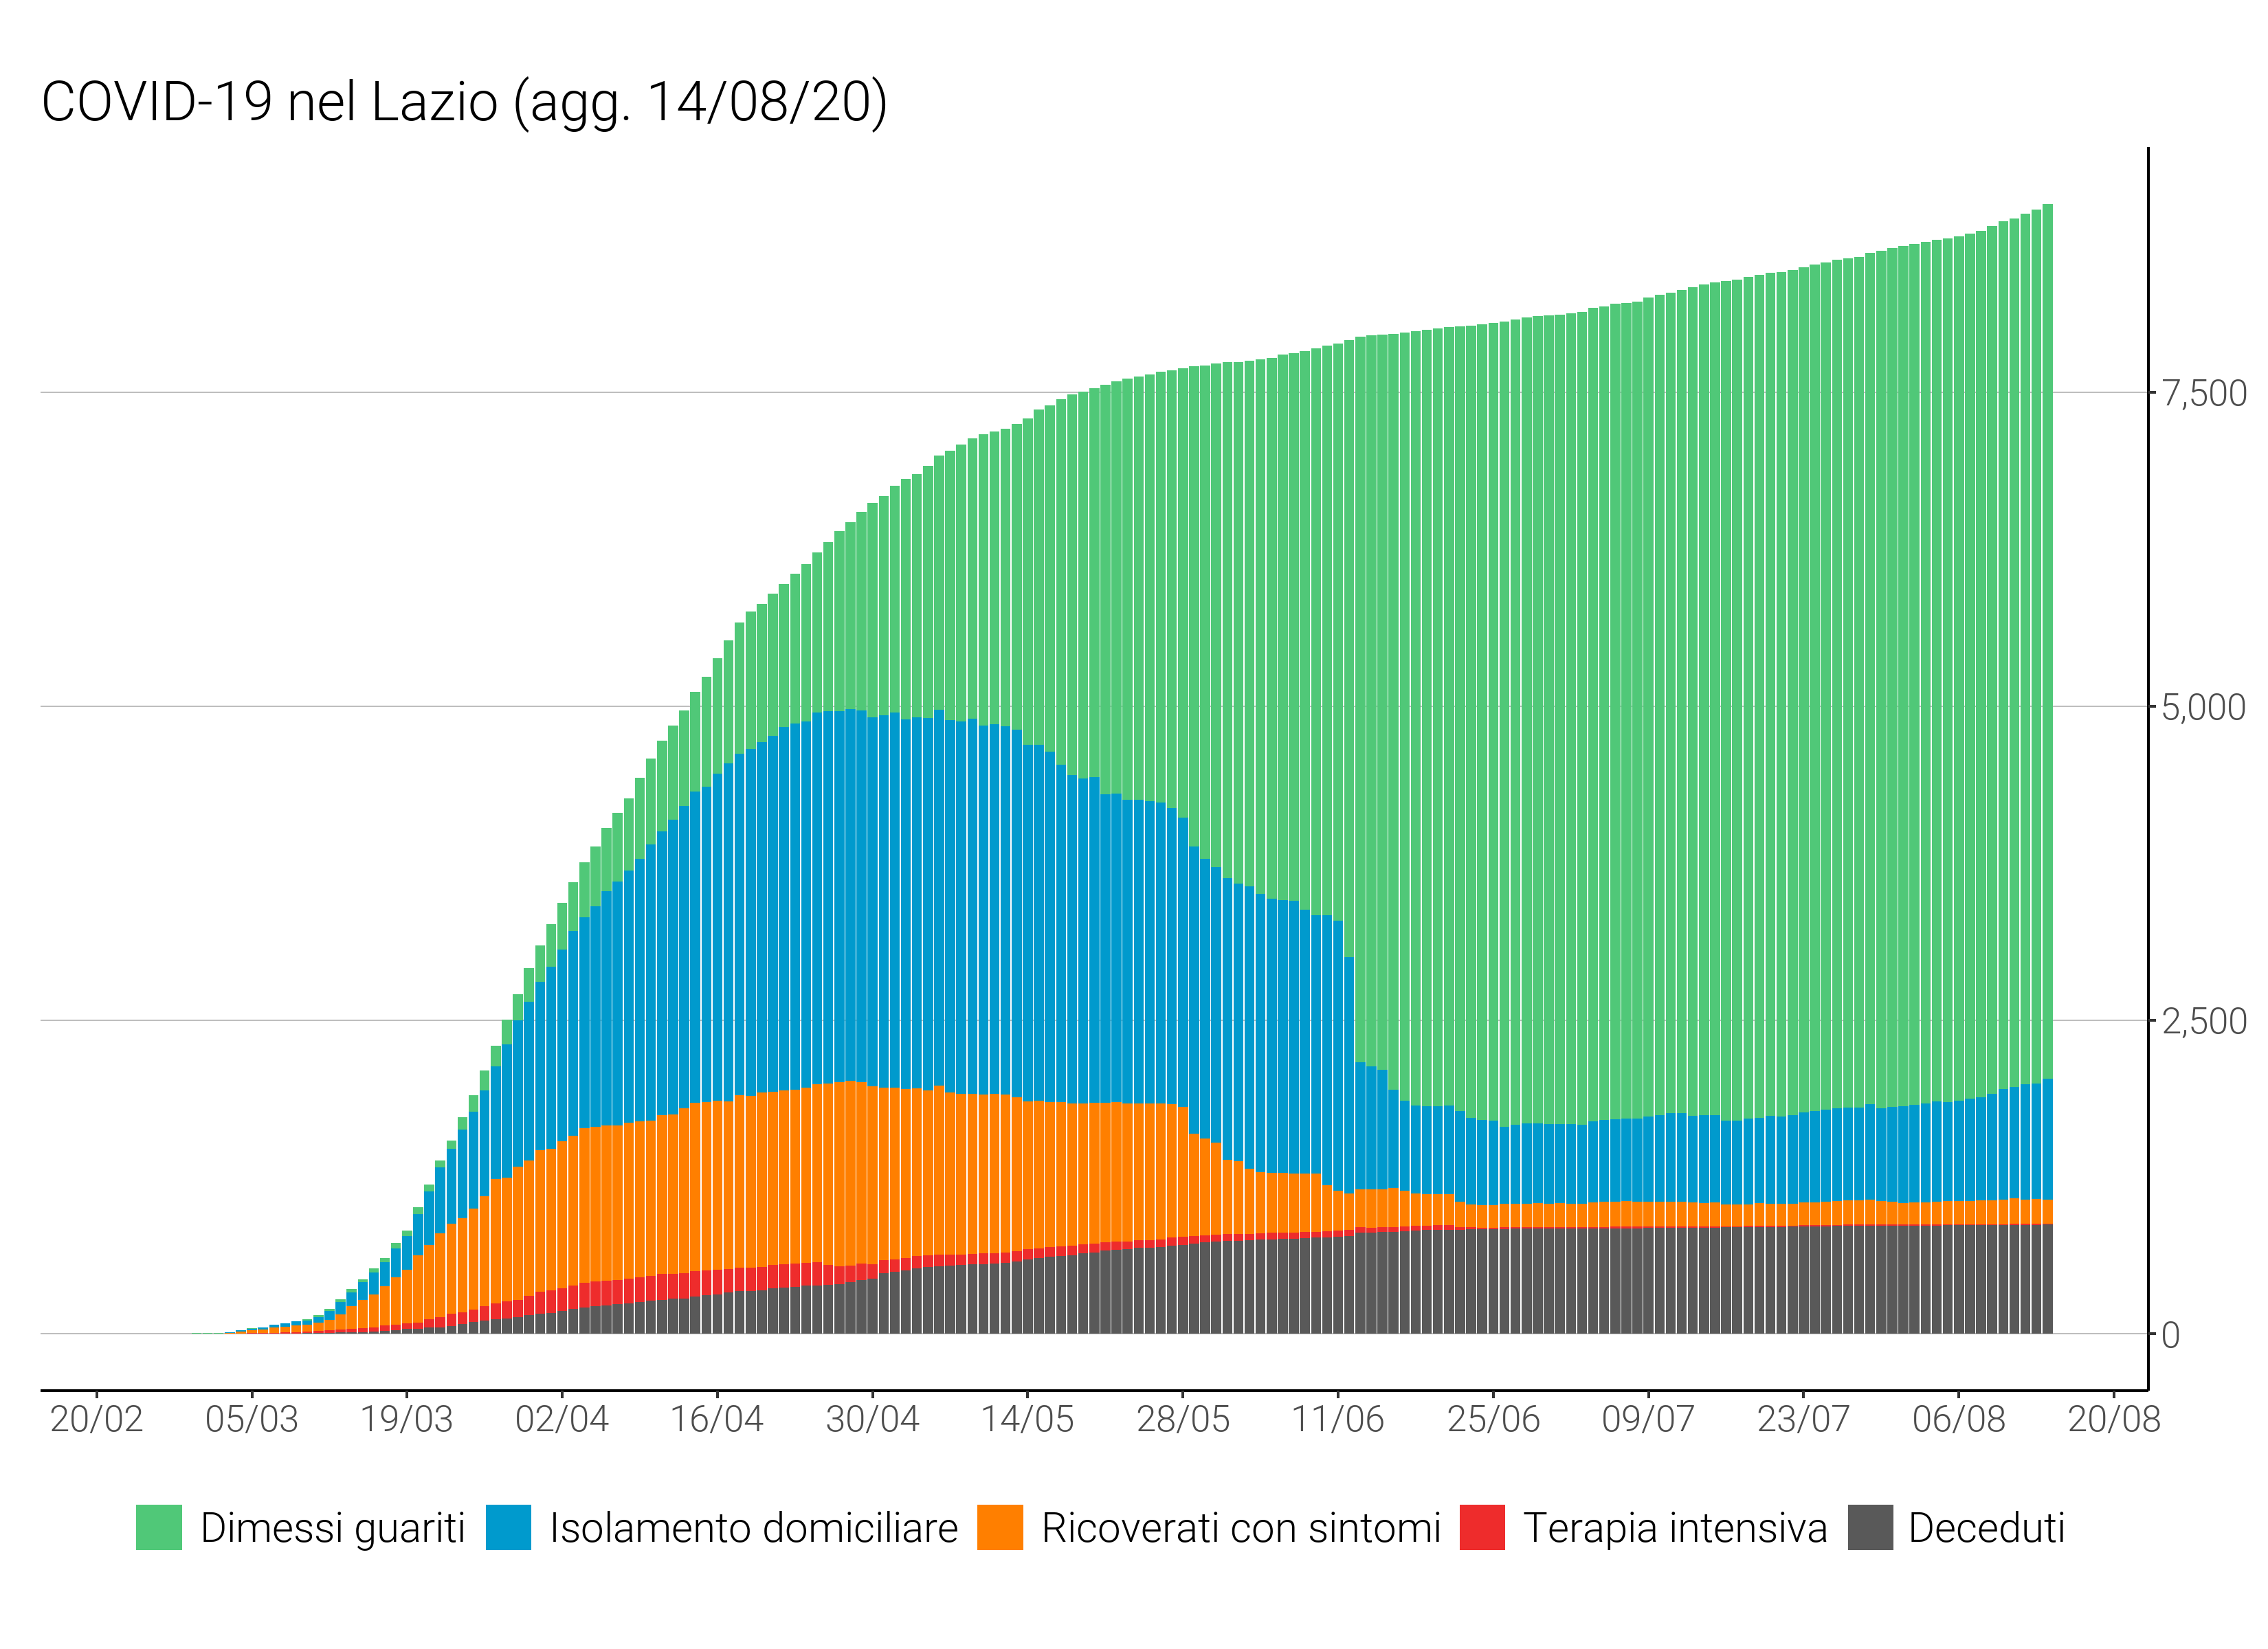 COVID-19 nel Lazio (agg. 14/08/20)
7,500
5,000
2,500
0
20/02 05/03 19/03 02/04 16/04 30/04 14/05 28/05 11/06 25/06 09/07 23/07 06/08 20/08
Dimessi guariti Isolamento domiciliare Ricoverati con sintomi Terapia intensiva Deceduti